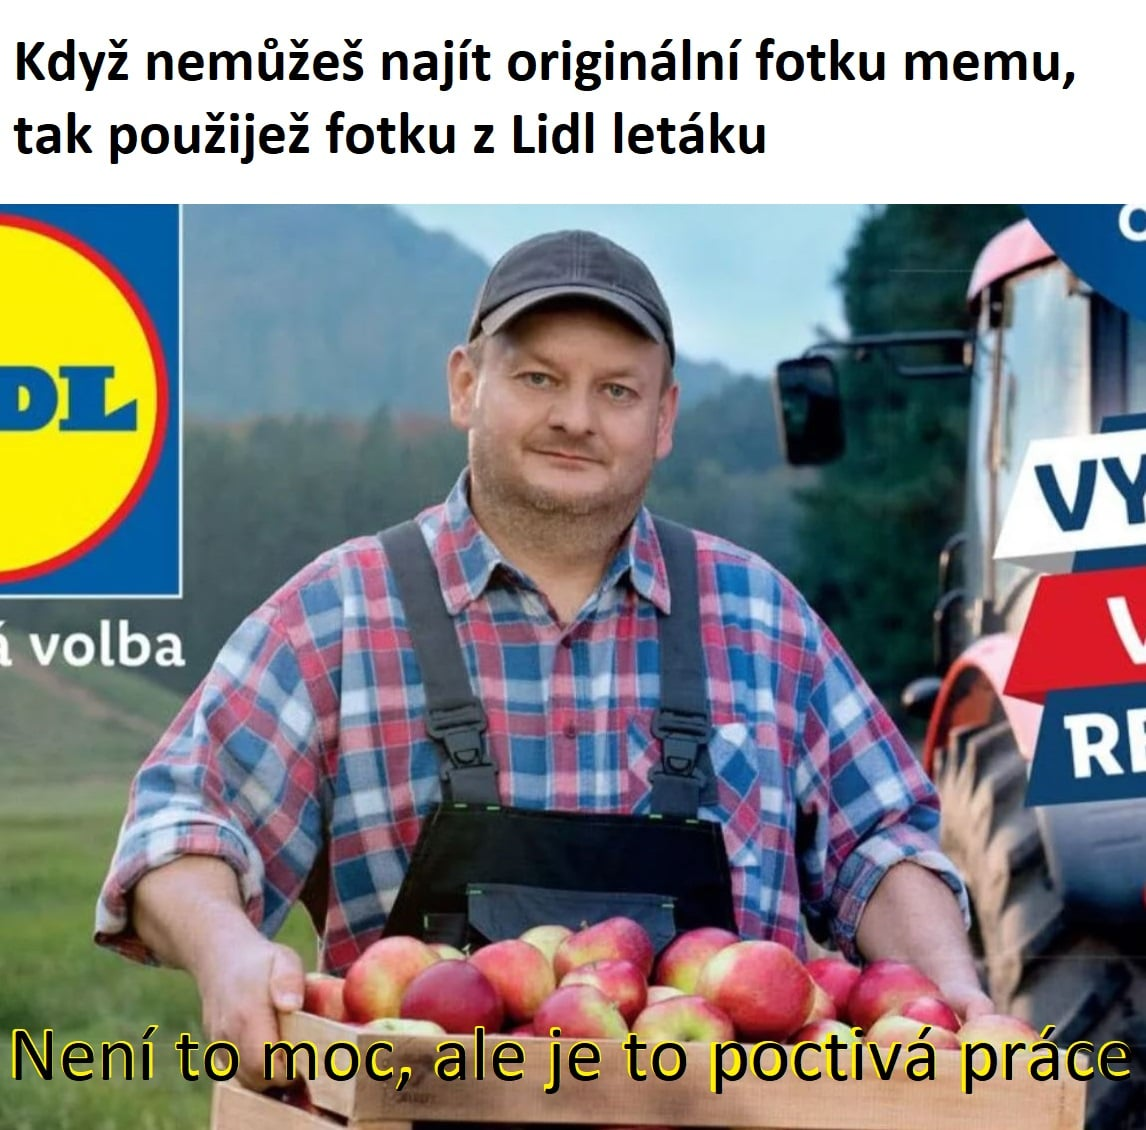 Když nemůžeš najít originální fotku memu,
tak použiješ fotku z Lidl letáku
DL
volba
VY
V
RE
Není to moc, ale je to poctivá práce